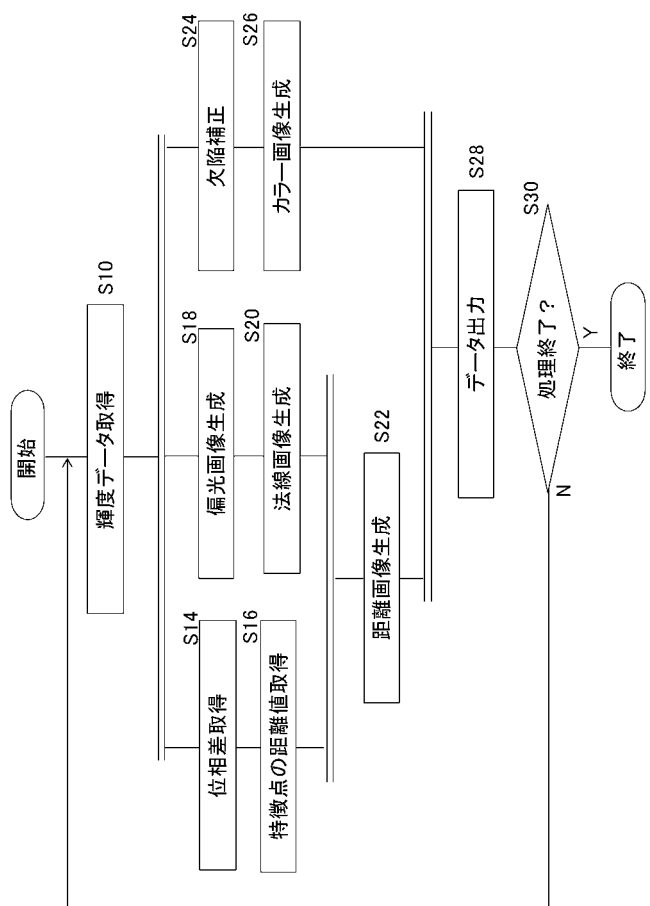 開始
輝度データ取得
S10
位相差取得
S14
特徴点の距離値取得
S16
偏光画像生成
S18
法線画像生成
S20
距離画像生成
S22
欠陥補正
S24
カラー画像生成
S26
データ出力
S28
処理終了？
S30
N
Y
終了